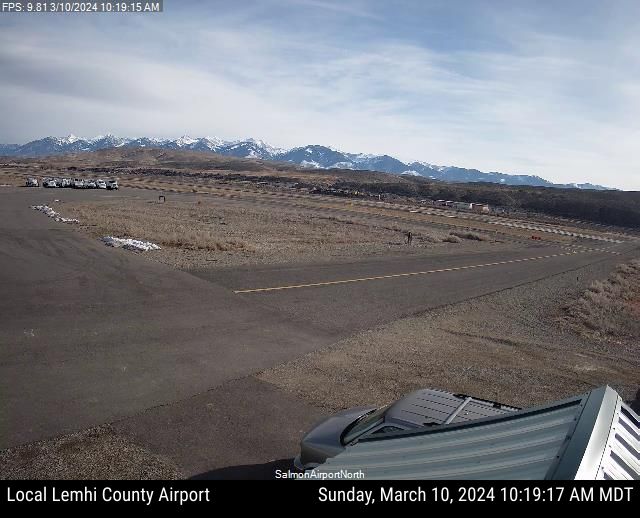 FPS: 9.81 3/10/2024 10:19:15 AM
SalmonAirportNorth
Local Lemhi County Airport Sunday, March 10, 2024 10:19:17 AM MDT